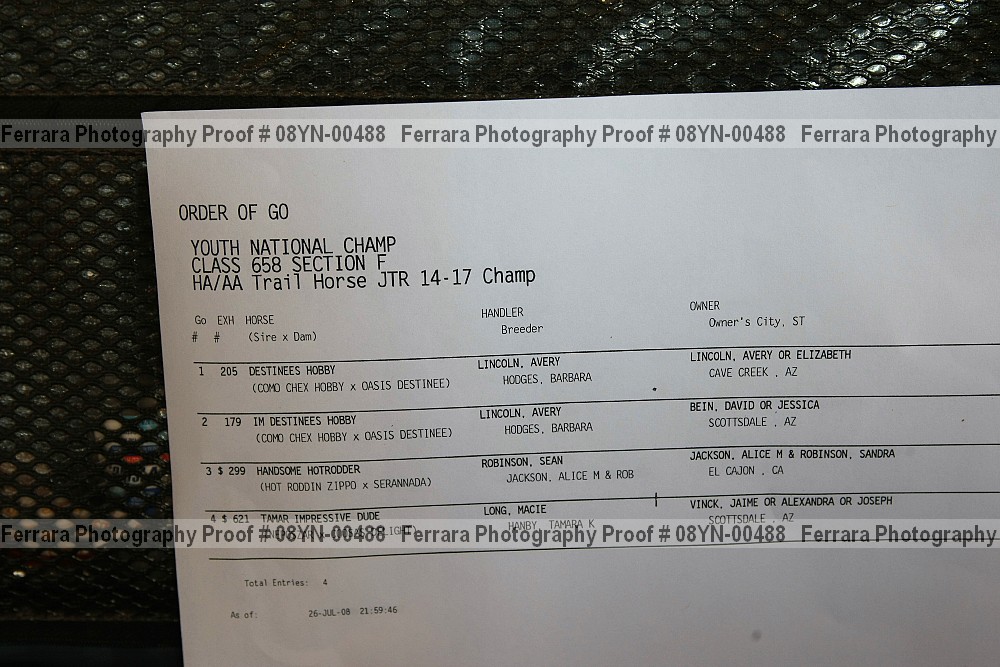 Ferrara Photography Proof # 08YN-00488 Ferrara Photography Proof # 08YN-00488 Ferrara Photography
ORDER OF GO
YOUTH NATIONAL CHAMP
CLASS 658 SECTION F
HA/AA Trail Horse JTR 14-17 Champ
Go EXH HORSE HANDLER OWNER
# # (Sire x Dam) Breeder Owner's City, ST
1 205 DESTINEES HOBBY LINCOLN, AVERY LINCOLN, AVERY OR ELIZABETH
(COMO CHEX HOBBY x OASIS DESTINEE) HODGES, BARBARA CAVE CREEK , AZ
2 179 IM DESTINEES HOBBY LINCOLN, AVERY BEIN, DAVID OR JESSICA
(COMO CHEX HOBBY x OASIS DESTINEE) HODGES, BARBARA SCOTTSDALE , AZ
3 $ 299 HANDSOME HOTRODDER ROBINSON, SEAN JACKSON, ALICE M & ROBINSON, SANDRA
(HOT RODDIN ZIPPO x SERANNADA) JACKSON, ALICE M & ROB EL CAJON , CA
4 $ 621 TAMAR IMPRESSIVE DUDE LONG, MACIE VINCK, JAIME OR ALEXANDRA OR JOSEPH
HANBY, TAMARA K SCOTTSDALE , AZ
Ferrara Photography Proof # 08YN-00488 Ferrara Photography Proof # 08YN-00488 Ferrara Photography
Total Entries: 4
As of: 26-JUL-08 21:59:46